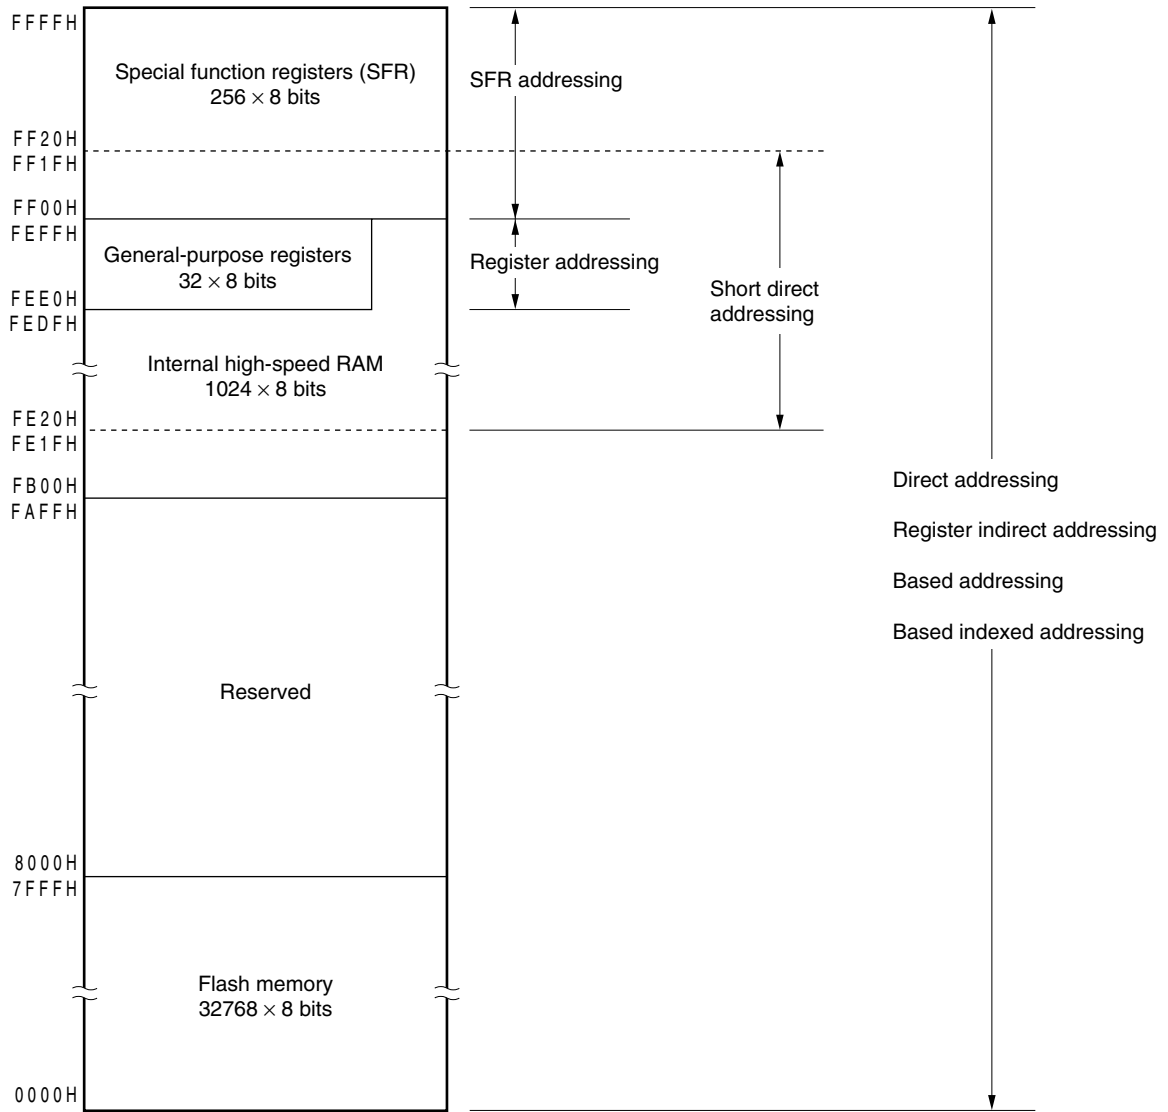 FFFFH
Special function registers (SFR)
256 × 8 bits
SFR addressing
FF20H
FF1FH
FF00H
FEFFH
General-purpose registers
32 × 8 bits
Register addressing
Short direct
addressing
FEE0H
FEDFH
Internal high-speed RAM
1024 × 8 bits
FE20H
FE1FH
FB00H
FAFFH
Direct addressing
Register indirect addressing
Based addressing
Based indexed addressing
Reserved
8000H
7FFFH
Flash memory
32768 × 8 bits
0000H